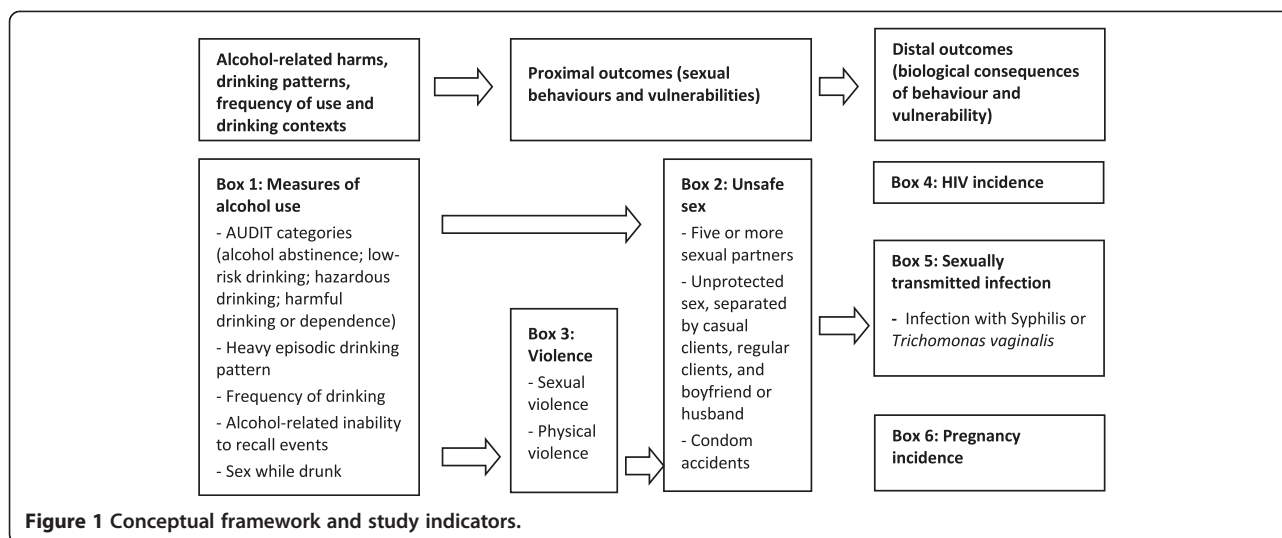 Alcohol-related harms,
drinking patterns,
frequency of use and
drinking contexts
Proximal outcomes (sexual
behaviours and vulnerabilities)
Distal outcomes
(biological consequences
of behaviour and
vulnerability)
Box 1: Measures of
alcohol use
- AUDIT categories
(alcohol abstinence; low-
risk drinking; hazardous
drinking; harmful
drinking or dependence)
- Heavy episodic drinking
pattern
- Frequency of drinking
- Alcohol-related inability
to recall events
- Sex while drunk
Box 3:
Violence
- Sexual
violence
- Physical
violence
Box 2: Unsafe
sex
- Five or more
sexual partners
- Unprotected
sex, separated
by casual
clients, regular
clients, and
boyfriend or
husband
- Condom
accidents
Box 4: HIV incidence
Box 5: Sexually
transmitted infection
- Infection with Syphilis or
Trichomonas vaginalis
Box 6: Pregnancy
incidence
Figure 1 Conceptual framework and study indicators.